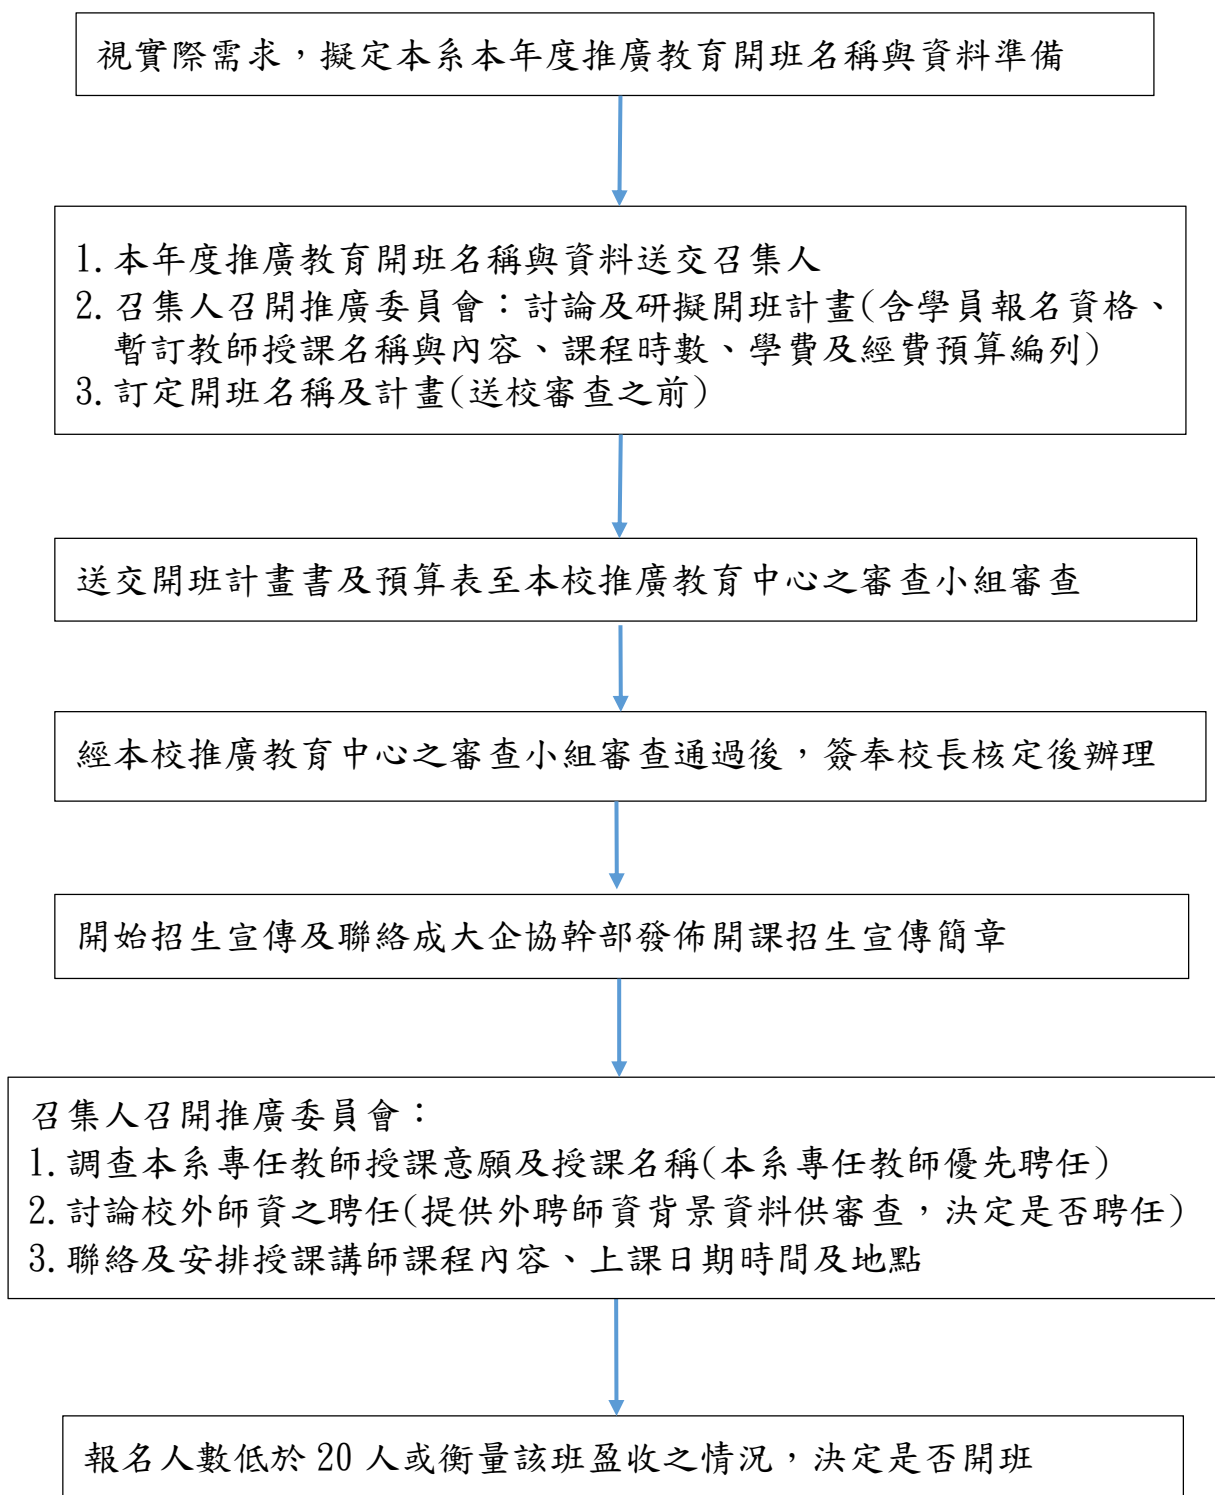 視實際需求，擬定本系本年度推廣教育開班名稱與資料準備
1.本年度推廣教育開班名稱與資料送交召集人
2.召集人召開推廣委員會：討論及研擬開班計畫(含學員報名資格、
暫訂教師授課名稱與內容、課程時數、學費及經費預算編列)
3.訂定開班名稱及計畫(送校審查之前)
送交開班計畫書及預算表至本校推廣教育中心之審查小組審查
經本校推廣教育中心之審查小組審查通過後，簽奉校長核定後辦理
開始招生宣傳及聯絡成大企協幹部發佈開課招生宣傳簡章
召集人召開推廣委員會：
1.調查本系專任教師授課意願及授課名稱(本系專任教師優先聘任)
2.討論校外師資之聘任(提供外聘師資背景資料供審查，決定是否聘任)
3.聯絡及安排授課講師課程內容、上課日期時間及地點
報名人數低於 20 人或衡量該班盈收之情況，決定是否開班